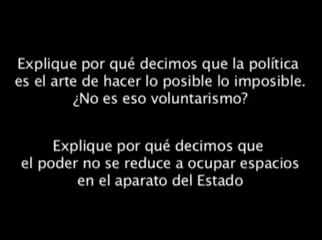 Explique por qué decimos que la política
es el arte de hacer lo posible lo imposible.
¿No es eso voluntarismo?
Explique por qué decimos que
el poder no se reduce a ocupar espacios
en el aparato del Estado